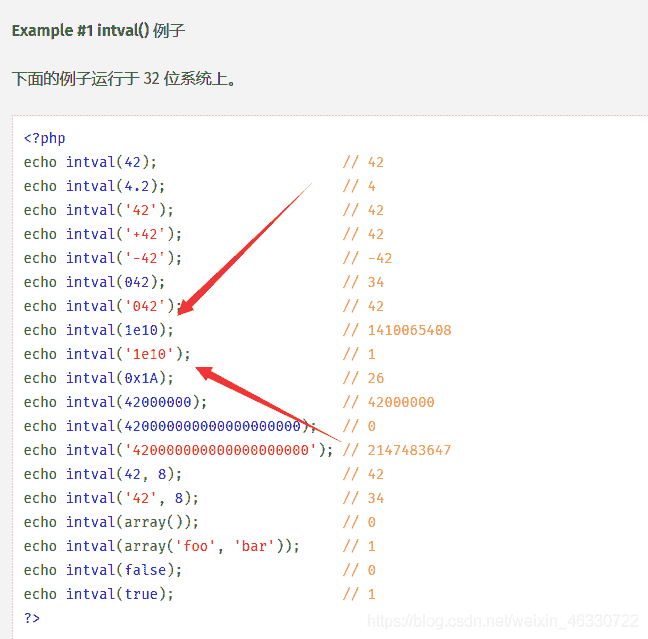 Example #1 intval() 例子
下面的例子运行于 32 位系统上。
<?php
echo intval(42);                      // 42
echo intval(4.2);                     // 4
echo intval('42');                    // 42
echo intval('+42');                   // 42
echo intval('-42');                   // -42
echo intval(042);                     // 34
echo intval('042');                   // 42
echo intval(1e10);                    // 1410065408
echo intval('1e10');                  // 1
echo intval(0x1A);                    // 26
echo intval(42000000);                // 42000000
echo intval(420000000000000000000);   // 0
echo intval('420000000000000000000'); // 2147483647
echo intval(42, 8);                   // 42
echo intval('42', 8);                 // 34
echo intval(array());                 // 0
echo intval(array('foo', 'bar'));     // 1
echo intval(false);                   // 0
echo intval(true);                    // 1
?>
https://blog.csdn.net/weixin_46330722